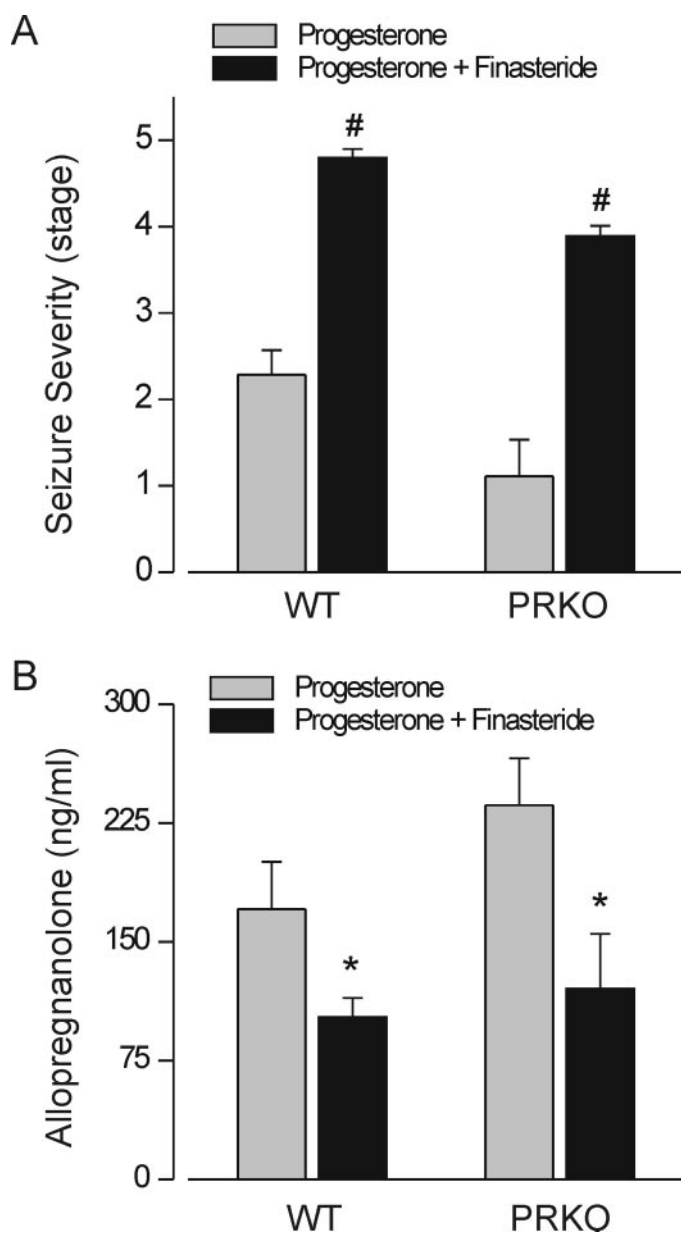 A
Progesterone
Progesterone + Finasteride
Seizure Severity (stage)
5
4
3
2
1
0
#
#
WT
PRKO
B
Progesterone
Progesterone + Finasteride
Allopregnanolone (ng/ml)
300
225
150
75
0
*
*
WT
PRKO